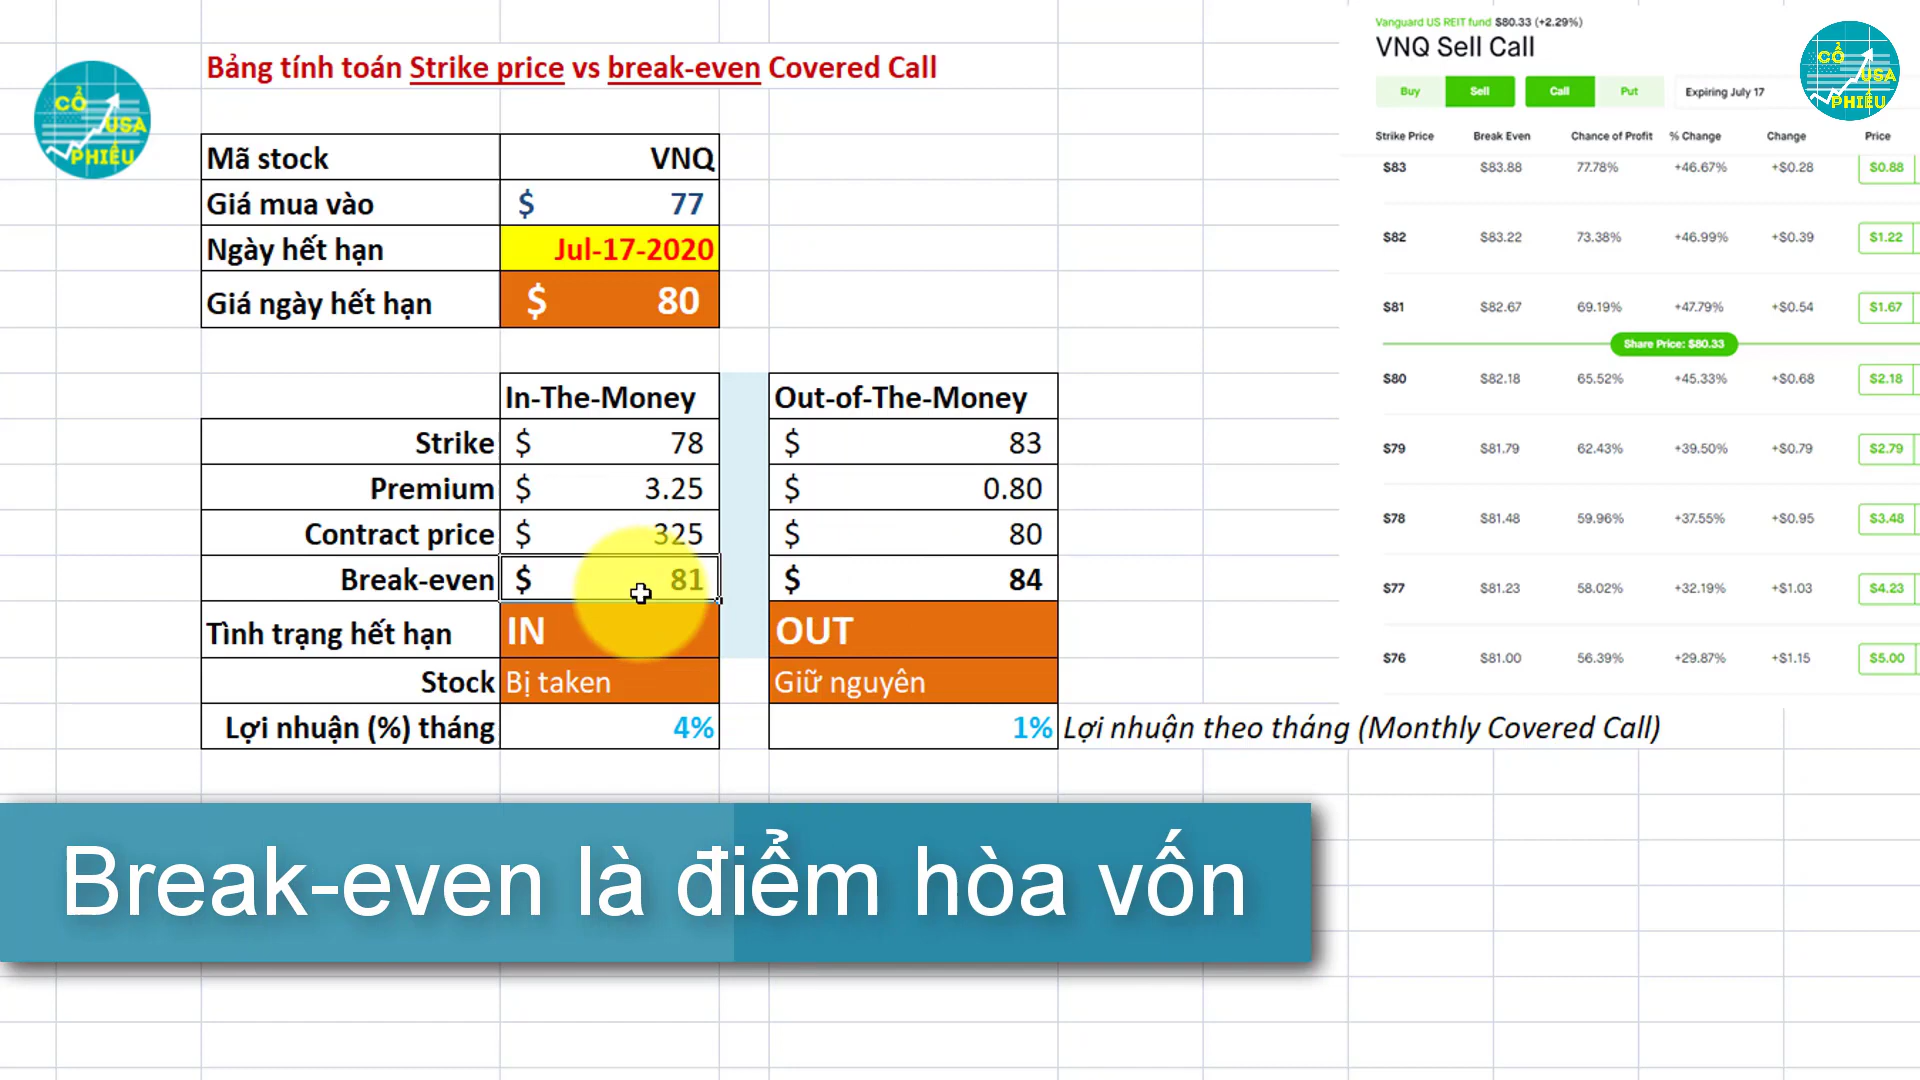 Bảng tính toán Strike price vs break-even Covered Call
CỔ
USA
PHIẾU
Mã stock VNQ
Giá mua vào $ 77
Ngày hết hạn Jul-17-2020
Giá ngày hết hạn $ 80
In-The-Money Out-of-The-Money
Strike $ 78 $ 83
Premium $ 3.25 $ 0.80
Contract price $ 325 $ 80
Break-even $ 81 $ 84
Tình trạng hết hạn IN OUT
Stock Bị taken Giữ nguyên
Lợi nhuận (%) tháng 4% 1% Lợi nhuận theo tháng (Monthly Covered Call)
Vanguard US REIT fund $80.33 (+2.29%)
VNQ Sell Call
Buy Sell Call Put Expiring July 17
CỔ
USA
PHIẾU
Strike Price Break Even Chance of Profit % Change Change Price
$83 $83.88 77.78% +46.67% +$0.28 $0.88
$82 $83.22 73.38% +46.99% +$0.39 $1.22
$81 $82.67 69.19% +47.79% +$0.54 $1.67
Share Price: $80.33
$80 $82.18 65.52% +45.33% +$0.68 $2.18
$79 $81.79 62.43% +39.50% +$0.79 $2.79
$78 $81.48 59.96% +37.55% +$0.95 $3.48
$77 $81.23 58.02% +32.19% +$1.03 $4.23
$76 $81.00 56.39% +29.87% +$1.15 $5.00
Break-even là điểm hòa vốn